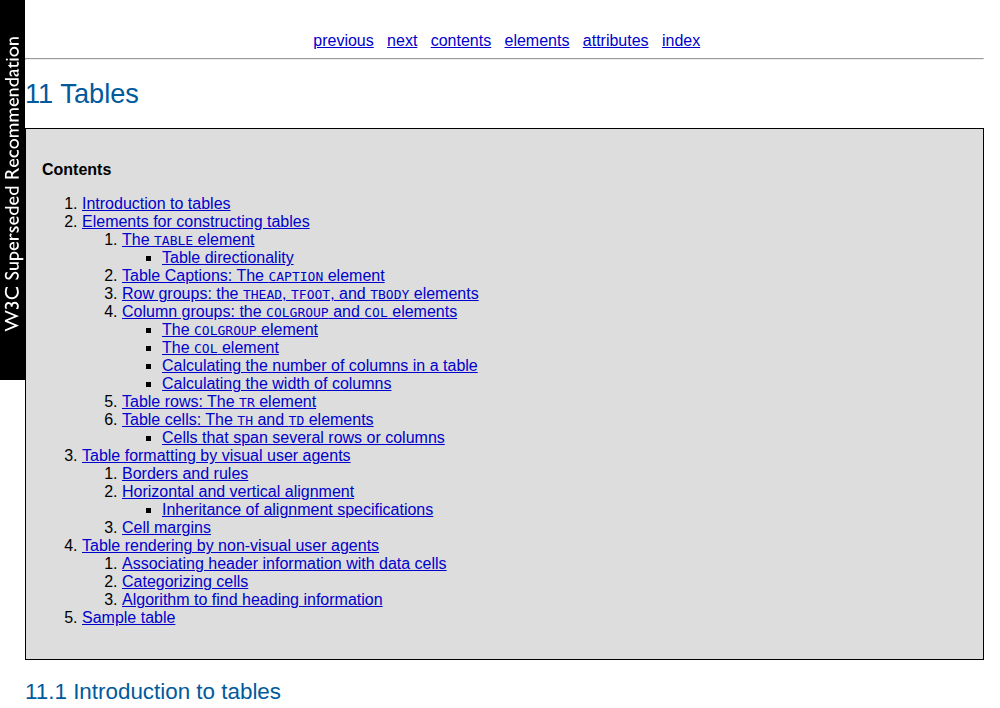 previous next contents elements attributes index
W3C Superseded Recommendation
11 Tables
Contents
1. Introduction to tables
2. Elements for constructing tables
1. The TABLE element
▪ Table directionality
2. Table Captions: The CAPTION element
3. Row groups: the THEAD, TFOOT, and TBODY elements
4. Column groups: the COLGROUP and COL elements
▪ The COLGROUP element
▪ The COL element
▪ Calculating the number of columns in a table
▪ Calculating the width of columns
5. Table rows: The TR element
6. Table cells: The TH and TD elements
▪ Cells that span several rows or columns
3. Table formatting by visual user agents
1. Borders and rules
2. Horizontal and vertical alignment
▪ Inheritance of alignment specifications
3. Cell margins
4. Table rendering by non-visual user agents
1. Associating header information with data cells
2. Categorizing cells
3. Algorithm to find heading information
5. Sample table
11.1 Introduction to tables